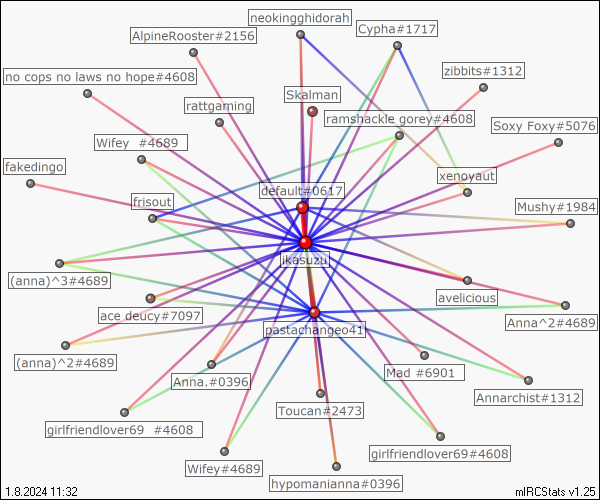 neokingghidorah
Cypha#1717
AlpineRooster#2156
zibbits#1312
no cops no laws no hope#4608
Skalman
rattgaming
ramshackle gorey#4608
Soxy Foxy#5076
Wifey  #4689
fakedingo
xenoyaut
default#0617
frisout
Mushy#1984
likasuzu
(anna)^3#4689
avelicious
ace deucy#7097
Anna^2#4689
pastachangeo41
(anna)^2#4689
Mad #6901
Anna.#0396
Annarchist#1312
Toucan#2473
girlfriendlover69  #4608
girlfriendlover69#4608
Wifey#4689
hypomanianna#0396
1.8.2024 11:32
mIRCStats v1.25